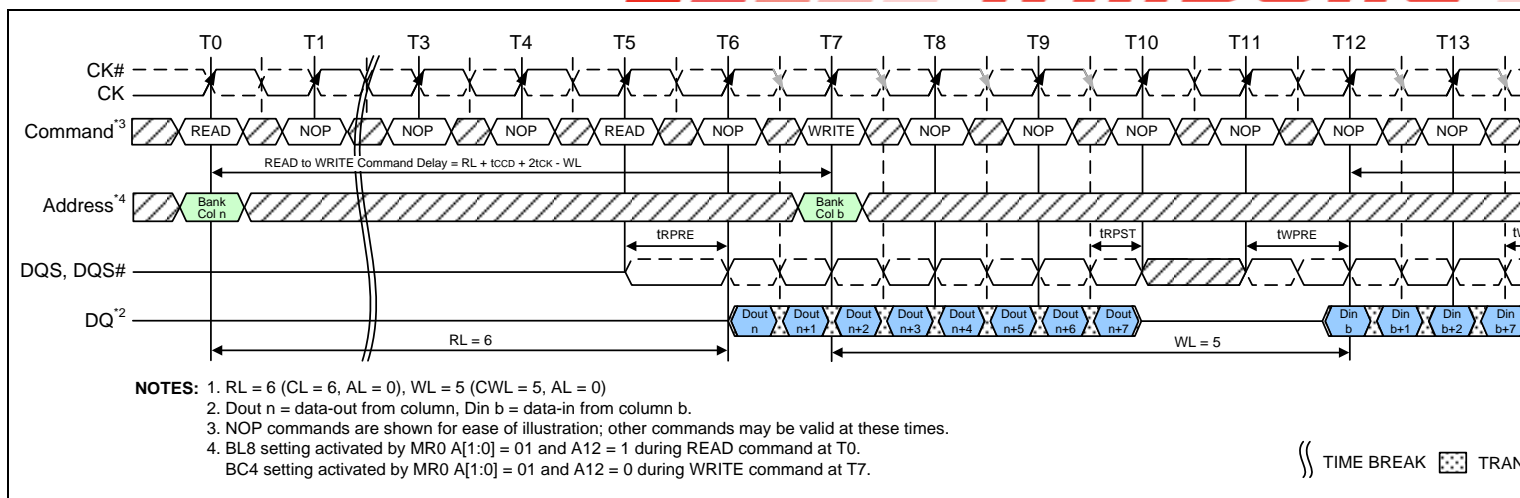 T0 T1 T3 T4 T5 T6 T7 T8 T9 T10 T11 T12 T13
CK#
CK
Command*3 READ NOP NOP NOP READ NOP WRITE NOP NOP NOP NOP NOP NOP
READ to WRITE Command Delay = RL + tCCD + 2tCK - WL
Address*4 Bank Col n Bank Col b
tRPRE tRPST tWPRE
DQS, DQS#
DQ*2 Dout n Dout n+1 Dout n+2 Dout n+3 Dout n+4 Dout n+5 Dout n+6 Dout n+7 Din b Din b+1 Din b+2 Din b+7
RL = 6 WL = 5
NOTES: 1. RL = 6 (CL = 6, AL = 0), WL = 5 (CWL = 5, AL = 0)
2. Dout n = data-out from column, Din b = data-in from column b.
3. NOP commands are shown for ease of illustration; other commands may be valid at these times.
4. BL8 setting activated by MR0 A[1:0] = 01 and A12 = 1 during READ command at T0.
BC4 setting activated by MR0 A[1:0] = 01 and A12 = 0 during WRITE command at T7.
TIME BREAK TRAN